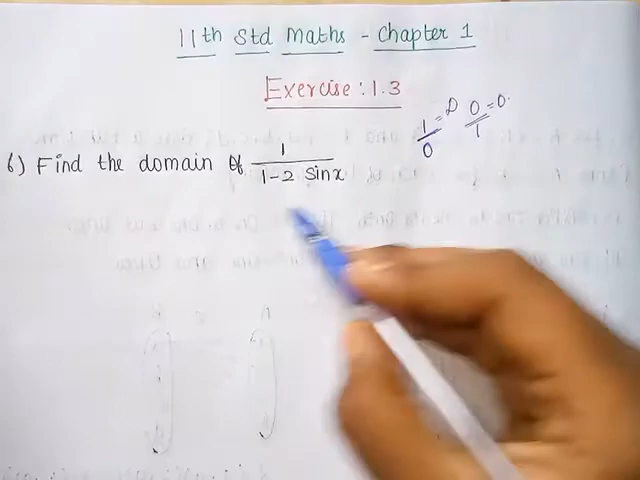 11th Std Maths - Chapter 1
Exercise : 1.3
1/0 = 0/1 = 0.
6) Find the domain of 1/(1-2 sinx)